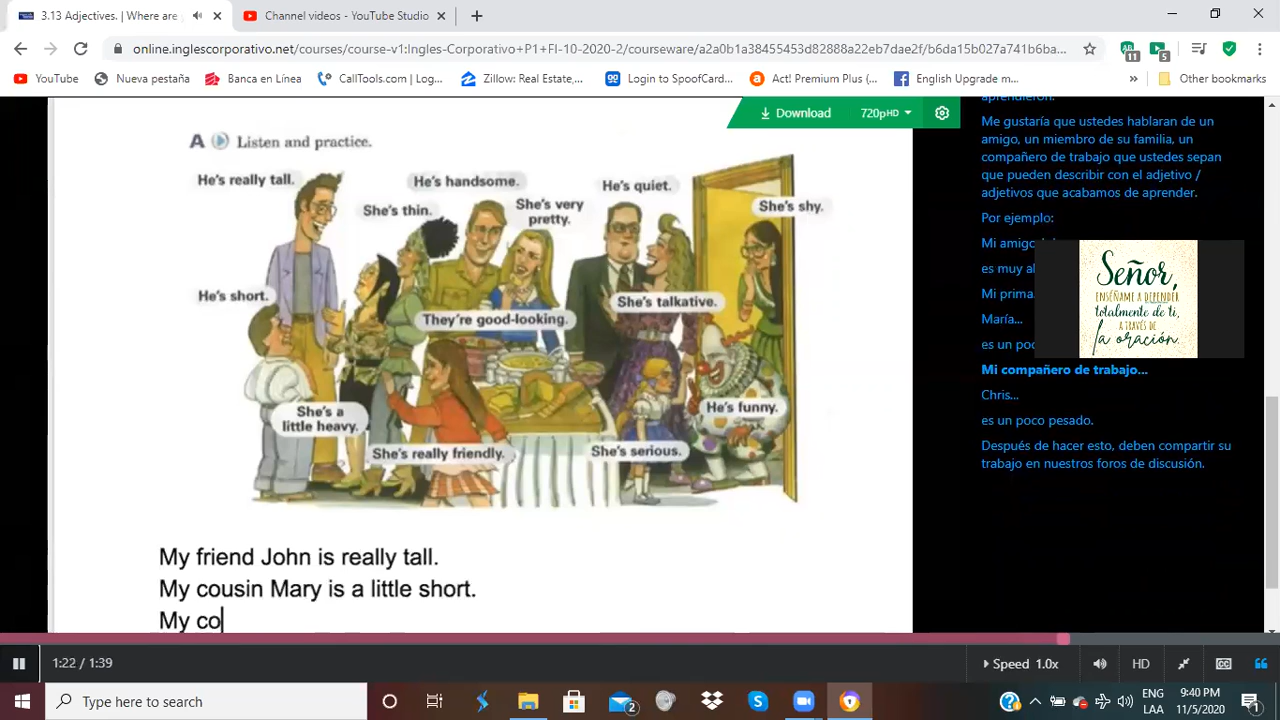 3.13 Adjectives. | Where are
Channel videos - YouTube Studio
online.inglescorporativo.net/courses/course-v1:Ingles-Corporativo+P1+FI-10-2020-2/courseware/a2a0b1a38455453d82888a22eb7dae2f/b6da15b027a741b6ba...
11
5
YouTube
Nueva pestaña
Banca en Línea
CallTools.com | Log...
Zillow: Real Estate,...
Login to SpoofCard...
Act! Premium Plus (...
English Upgrade m...
Other bookmarks
Download
720pHD
A Listen and practice.
He's really tall.
He's handsome.
He's quiet.
She's thin.
She's very
pretty.
She's shy.
He's short.
She's talkative.
They're good-looking.
She's a
little heavy.
He's funny.
She's really friendly.
She's serious.
My friend John is really tall.
My cousin Mary is a little short.
My co
aprendieron.
Me gustaría que ustedes hablaran de un
amigo, un miembro de su familia, un
compañero de trabajo que ustedes sepan
que pueden describir con el adjetivo /
adjetivos que acabamos de aprender.
Por ejemplo:
Mi amigo
es muy al
Mi prima
María...
es un poc
Mi compañero de trabajo...
Chris...
es un poco pesado.
Después de hacer esto, deben compartir su
trabajo en nuestros foros de discusión.
Señor,
ENSÉÑAME A DEPENDER
totalmente de ti,
A TRAVÉS DE
la oración.
1:22 / 1:39
Speed 1.0x
HD
Type here to search
2
ENG
LAA
9:40 PM
11/5/2020
1